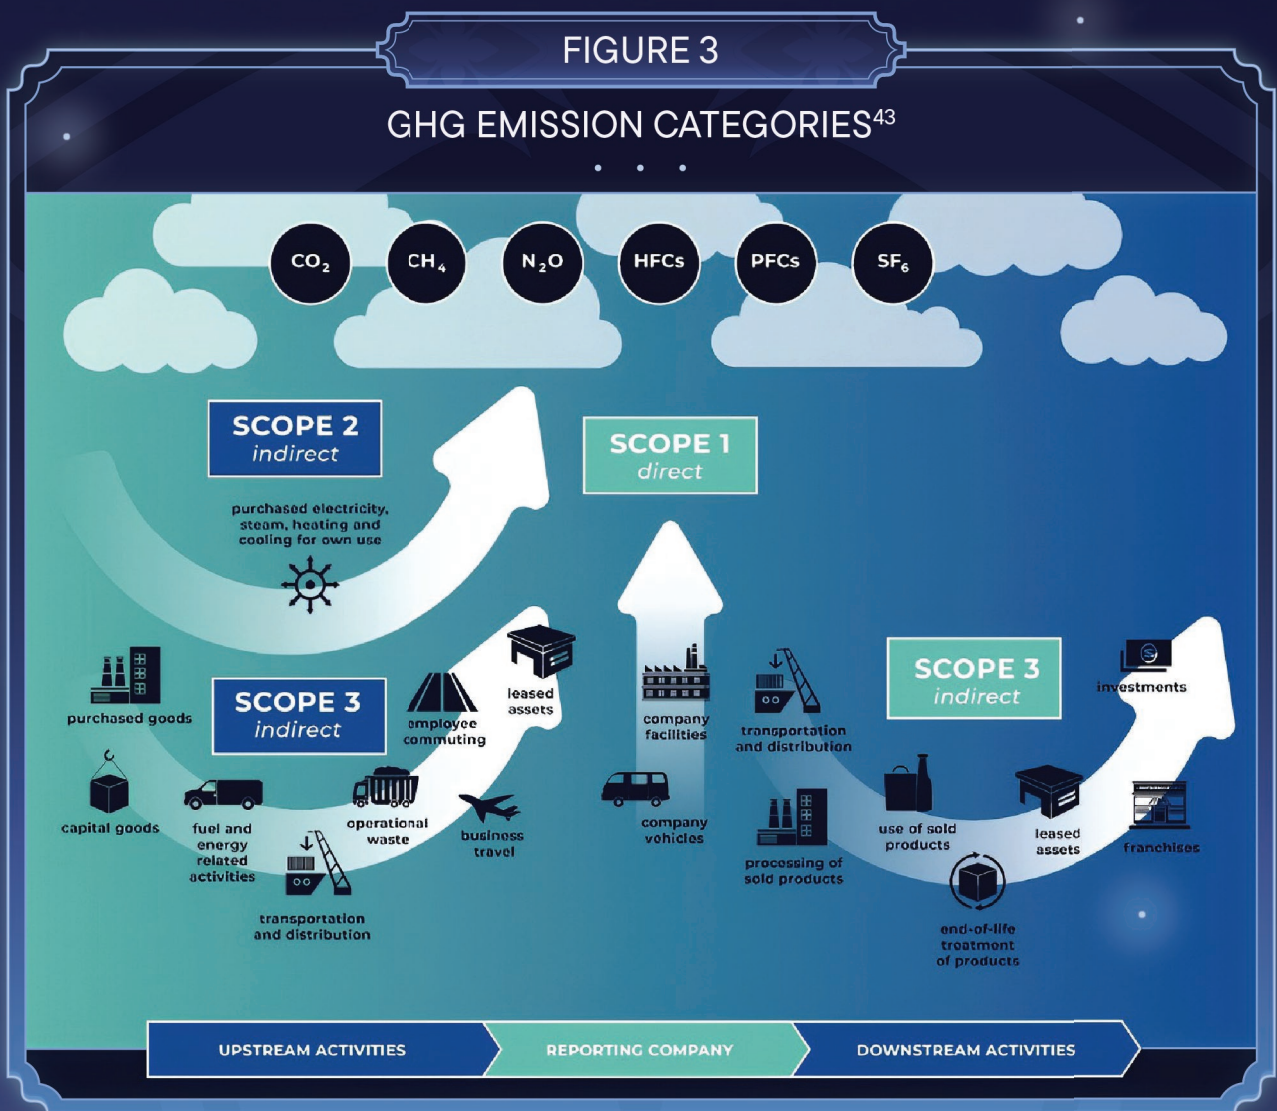 FIGURE 3
GHG EMISSION CATEGORIES⁴³
CO₂
CH₄
N₂O
HFCs
PFCs
SF₆
SCOPE 2
indirect
purchased electricity,
steam, heating and
cooling for own use
SCOPE 1
direct
SCOPE 3
indirect
purchased goods
capital goods
fuel and
energy
related
activities
transportation
and distribution
operational
waste
employee
commuting
business
travel
leased
assets
company
facilities
company
vehicles
SCOPE 3
indirect
transportation
and distribution
processing of
sold products
use of sold
products
end-of-life
treatment
of products
leased
assets
franchises
investments
UPSTREAM ACTIVITIES
REPORTING COMPANY
DOWNSTREAM ACTIVITIES